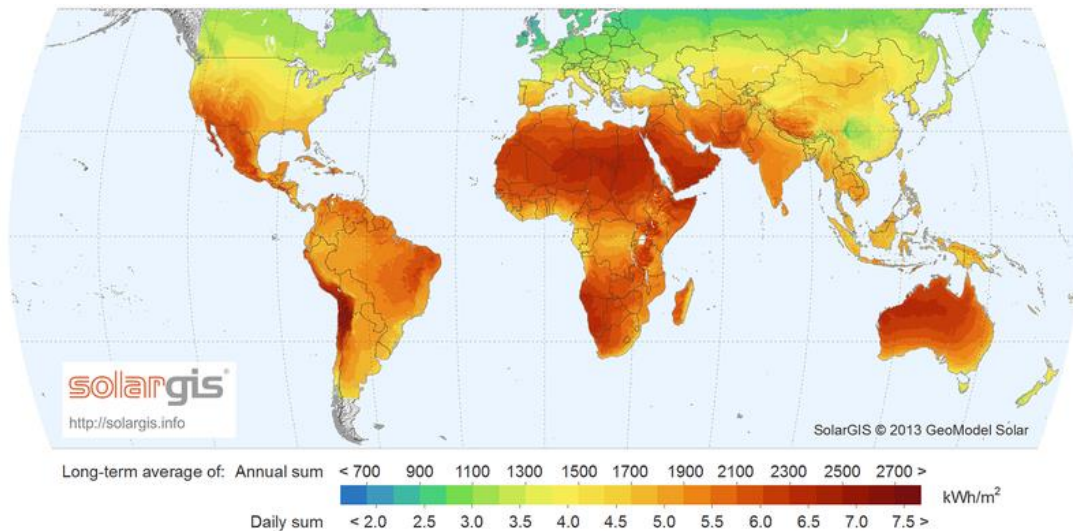 solargis®
http://solargis.info
SolarGIS © 2013 GeoModel Solar
Long-term average of: Annual sum < 700 900 1100 1300 1500 1700 1900 2100 2300 2500 2700 >
kWh/m²
Daily sum < 2.0 2.5 3.0 3.5 4.0 4.5 5.0 5.5 6.0 6.5 7.0 7.5 >